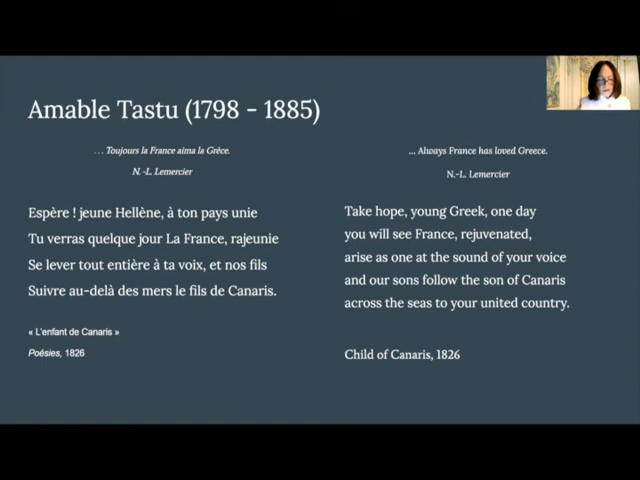 Amable Tastu (1798 - 1885)
... Toujours la France aima la Grèce.
N. -L. Lemercier
Espère ! jeune Hellène, à ton pays unie
Tu verras quelque jour La France, rajeunie
Se lever tout entière à ta voix, et nos fils
Suivre au-delà des mers le fils de Canaris.
« L'enfant de Canaris »
Poésies, 1826
... Always France has loved Greece.
N.-L. Lemercier
Take hope, young Greek, one day
you will see France, rejuvenated,
arise as one at the sound of your voice
and our sons follow the son of Canaris
across the seas to your united country.
Child of Canaris, 1826